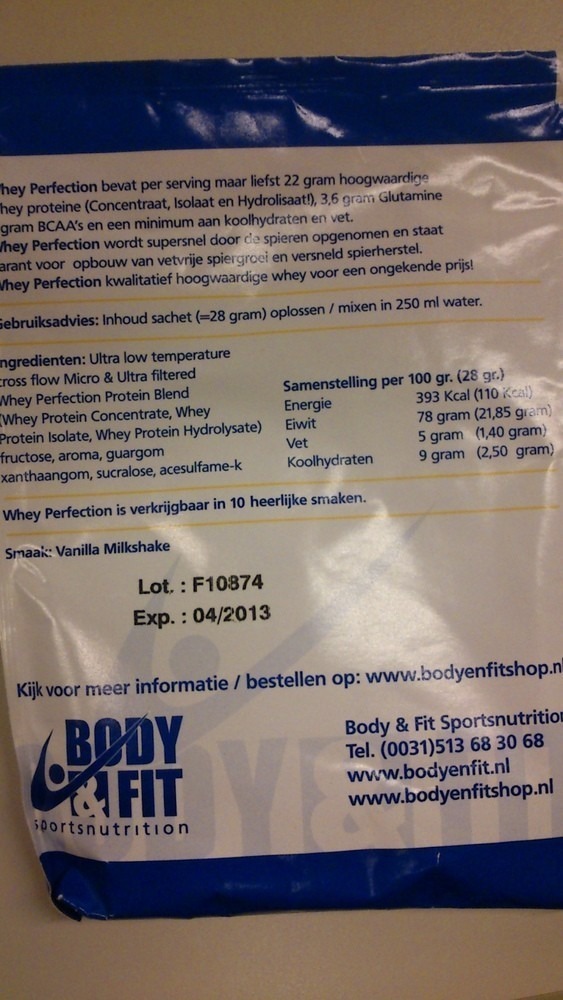 hey Perfection bevat per serving maar liefst 22 gram hoogwaardige
hey proteine (Concentraat, Isolaat en Hydrolisaat!), 3,6 gram Glutamine
gram BCAA's en een minimum aan koolhydraten en vet.
Whey Perfection wordt supersnel door de spieren opgenomen en staat
arant voor opbouw van vetvrije spiergroei en versneld spierherstel.
Whey Perfection kwalitatief hoogwaardige whey voor een ongekende prijs!
Gebruiksadvies: Inhoud sachet (=28 gram) oplossen / mixen in 250 ml water.
ngredienten: Ultra low temperature
cross flow Micro & Ultra filtered
Whey Perfection Protein Blend
(Whey Protein Concentrate, Whey
Protein Isolate, Whey Protein Hydrolysate)
fructose, aroma, guargom
xanthaangom, sucralose, acesulfame-k
Samenstelling per 100 gr. (28 gr.)
Energie 393 Kcal (110 Kcal)
Eiwit 78 gram (21,85 gram)
Vet 5 gram (1,40 gram)
Koolhydraten 9 gram (2,50 gram)
Whey Perfection is verkrijgbaar in 10 heerlijke smaken.
Smaak: Vanilla Milkshake
Lot. : F10874
Exp. : 04/2013
Kijk voor meer informatie / bestellen op: www.bodyenfitshop.nl
BODY
& FIT
sportsnutrition
Body & Fit Sportsnutrition
Tel. (0031)513 68 30 68
www.bodyenfit.nl
www.bodyenfitshop.nl